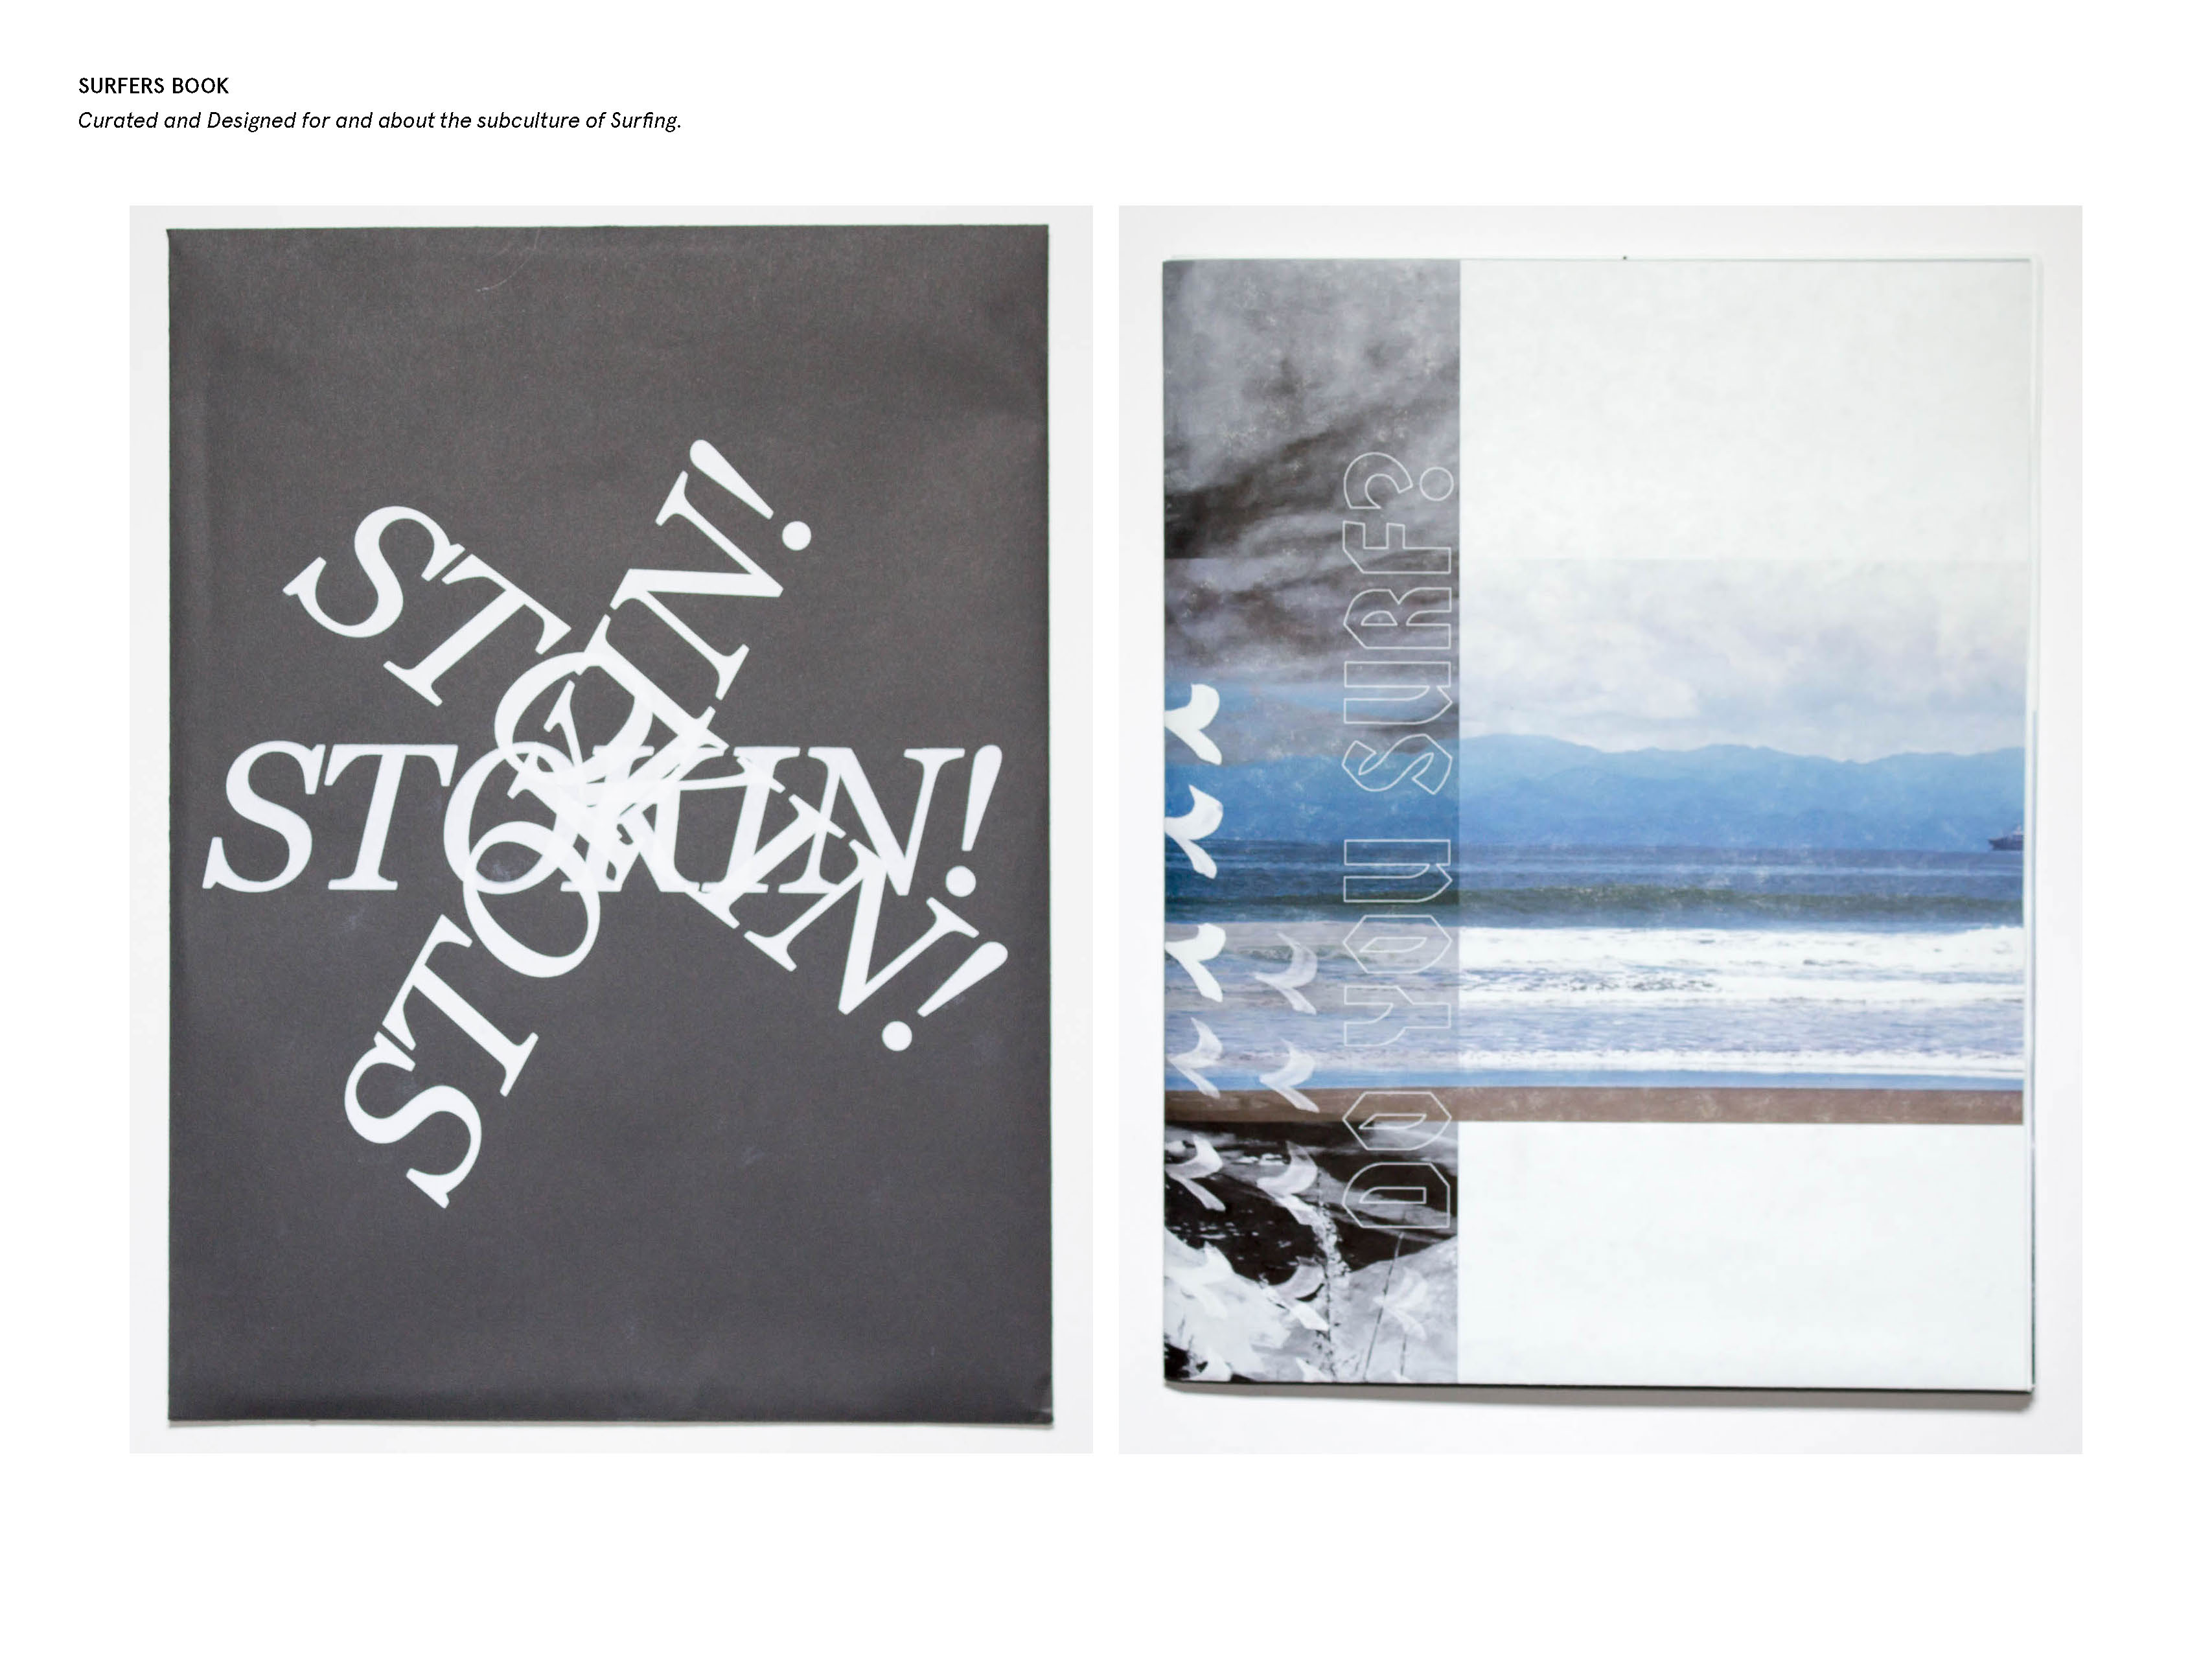 SURFERS BOOK
Curated and Designed for and about the subculture of Surfing.
STOKIN!
STOKIN!
STOKIN!
DO YOU SURF?